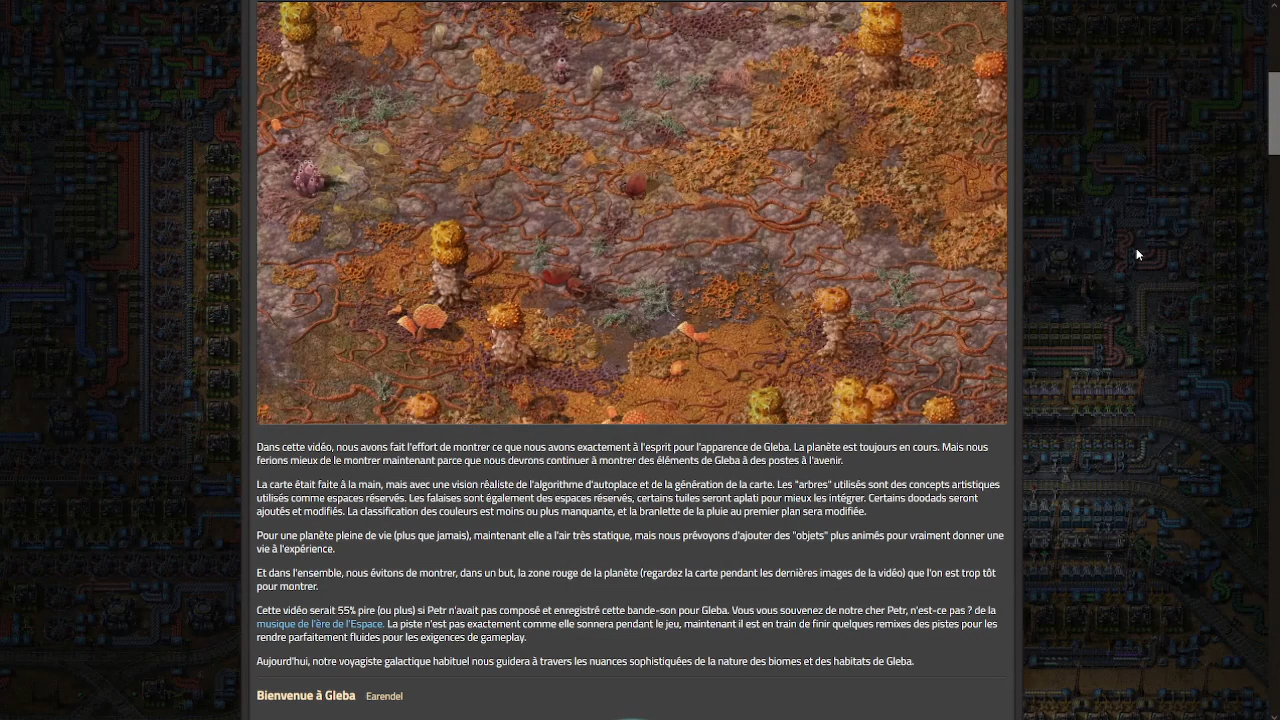 Dans cette vidéo, nous avons fait l'effort de montrer ce que nous avons exactement à l'esprit pour l'apparence de Gleba. La planète est toujours en cours. Mais nous
ferions mieux de le montrer maintenant parce que nous devrons continuer à montrer des éléments de Gleba à des postes à l'avenir.
La carte était faite à la main, mais avec une vision réaliste de l'algorithme d'autoplace et de la génération de la carte. Les "arbres" utilisés sont des concepts artistiques
utilisés comme espaces réservés. Les falaises sont également des espaces réservés, certains tuiles seront aplati pour mieux les intégrer. Certains doodads seront
ajoutés et modifiés. La classification des couleurs est moins ou plus manquante, et la branlette de la pluie au premier plan sera modifiée.
Pour une planète pleine de vie (plus que jamais), maintenant elle a l'air très statique, mais nous prévoyons d'ajouter des "objets" plus animés pour vraiment donner une
vie à l'expérience.
Et dans l'ensemble, nous évitons de montrer, dans un but, la zone rouge de la planète (regardez la carte pendant les dernières images de la vidéo) que l'on est trop tôt
pour montrer.
Cette vidéo serait 55% pire (ou plus) si Petr n'avait pas composé et enregistré cette bande-son pour Gleba. Vous vous souvenez de notre cher Petr, n'est-ce pas ? de la
musique de l'ère de l'Espace. La piste n'est pas exactement comme elle sonnera pendant le jeu, maintenant il est en train de finir quelques remixes des pistes pour les
rendre parfaitement fluides pour les exigences de gameplay.
Aujourd'hui, notre voyagiste galactique habituel nous guidera à travers les nuances sophistiquées de la nature des biomes et des habitats de Gleba.
Bienvenue à Gleba Earendel